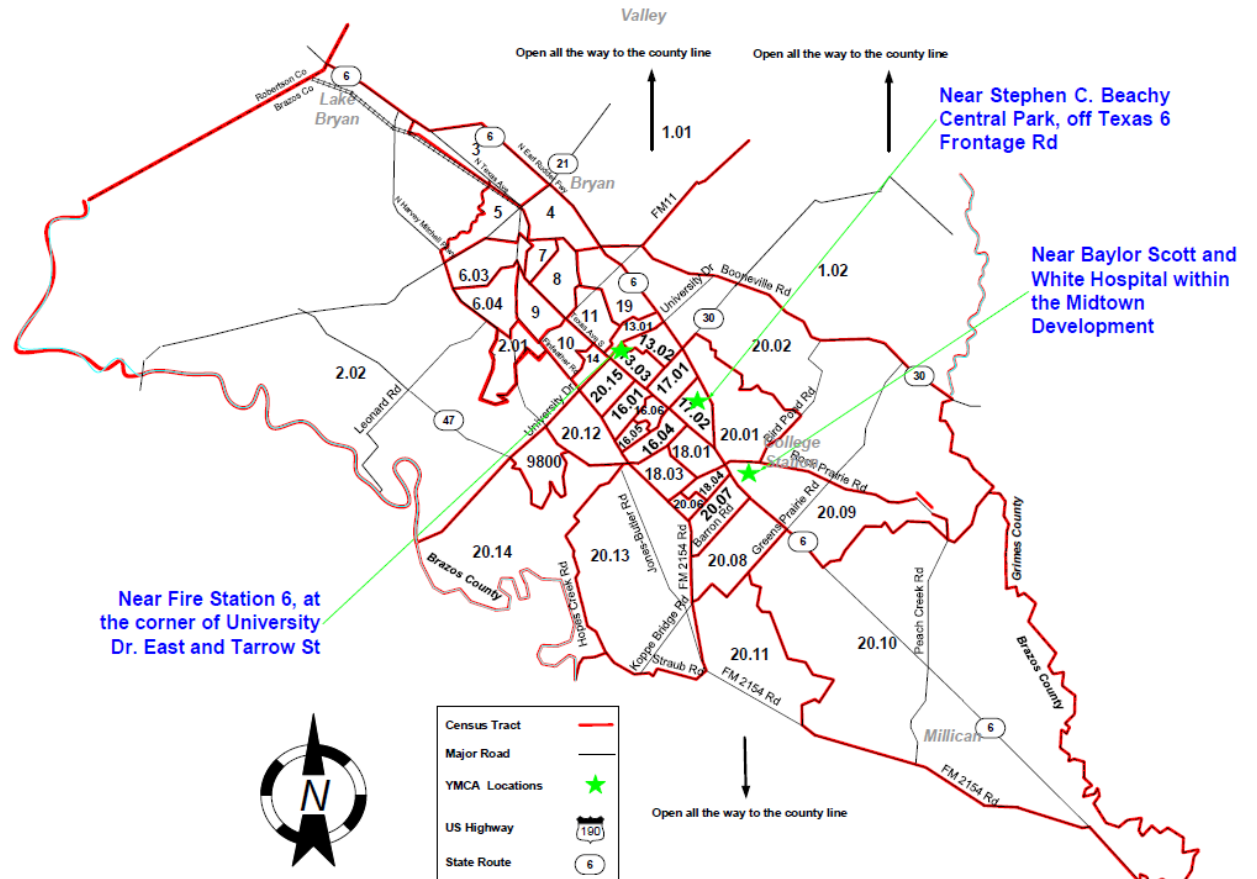 Valley
Open all the way to the county line
Open all the way to the county line
Near Stephen C. Beachy
Central Park, off Texas 6
Frontage Rd
Robertson Co
Brazos Co
6
Lake
Bryan
3
N Texas Ave
6
N Earl Rudder Fwy
21
Bryan
1.01
FM11
N Harvey Mitchell Pkwy
5
4
Near Baylor Scott and
White Hospital within
the Midtown
Development
7
8
6.03
6.04
6
University Dr
Booneville Rd
1.02
19
9
11
Texas Ave S
13.01
30
2.01
10
Finfeather Rd
14
13.02
13.03
20.02
2.02
30
20.15
17.01
Leonard Rd
University Dr
16.01
16.06
17.02
Bird Pond Rd
47
20.12
16.05
16.04
20.01
College
Station
9800
18.01
18.03
Rock Prairie Rd
18.04
20.06
20.07
Barron Rd
Greens Prairie Rd
20.09
Jones-Butler Rd
6
20.14
20.13
FM 2154 Rd
20.08
Grimes County
Brazos County
Brazos County
Near Fire Station 6, at
the corner of University
Dr. East and Tarrow St
Hopes Creek Rd
Koppe Bridge Rd
Straub Rd
Peach Creek Rd
20.10
20.11
FM 2154 Rd
Millican
6
FM 2154 Rd
Open all the way to the county line
N
Census Tract
Major Road
YMCA Locations
US Highway
190
State Route
6